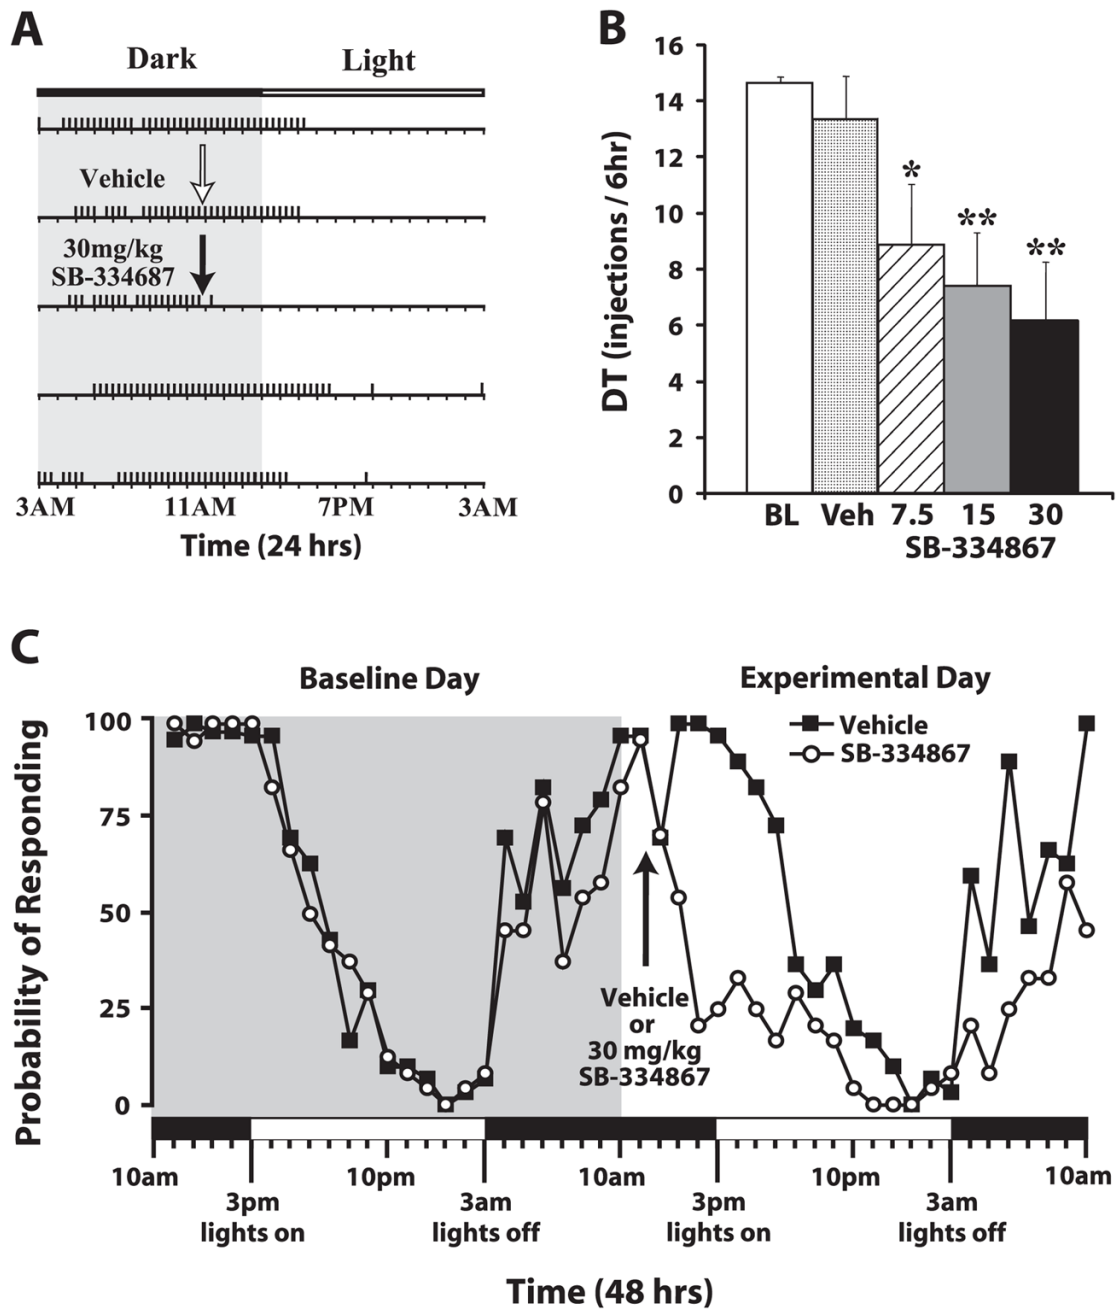 A
Dark
Light
Vehicle
30mg/kg
SB-334687
3AM 11AM 7PM 3AM
Time (24 hrs)
B
DT (injections / 6hr)
16
14
12
10
8
6
4
2
0
*
**
**
BL Veh 7.5 15 30
SB-334867
C
Baseline Day
Experimental Day
Probability of Responding
100
75
50
25
0
Vehicle
SB-334867
Vehicle
or
30 mg/kg
SB-334867
10am 10pm 10am 10pm 10am
3pm 3am 3pm 3am
lights on lights off lights on lights off
Time (48 hrs)